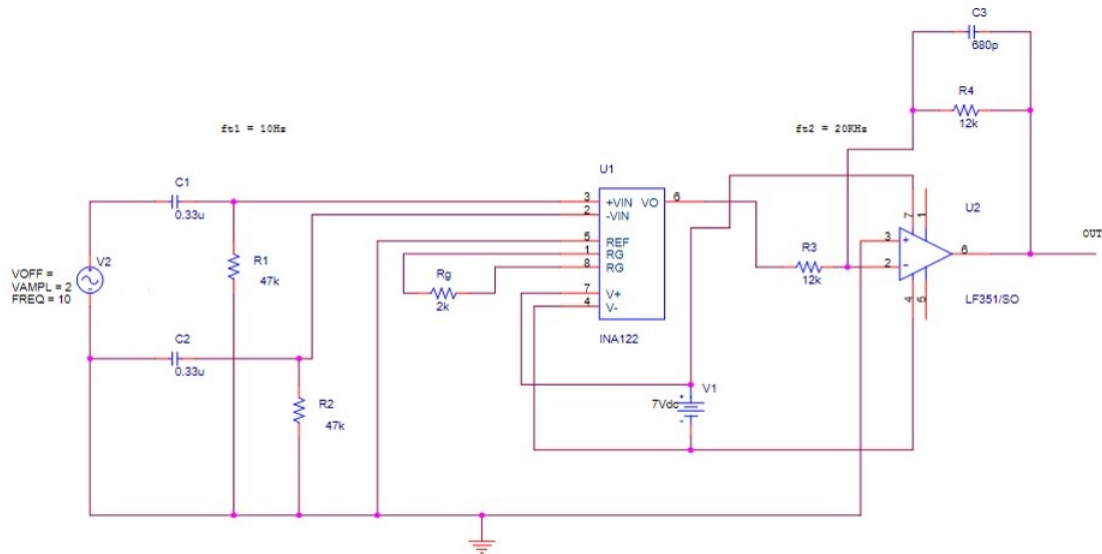 C3
680p
R4
12k
ft1 = 10Hz
ft2 = 20KHz
U1
C1
0.33u
3
+VIN
VO
6
2
-VIN
5
REF
1
RG
8
RG
7
V+
4
V-
INA122
Rg
2k
R1
47k
V2
VOFF =
VAMPL = 2
FREQ = 10
C2
0.33u
R2
47k
R3
12k
7
1
U2
3
+
2
-
6
OUT
4
5
LF351/SO
V1
+
7Vdc
-